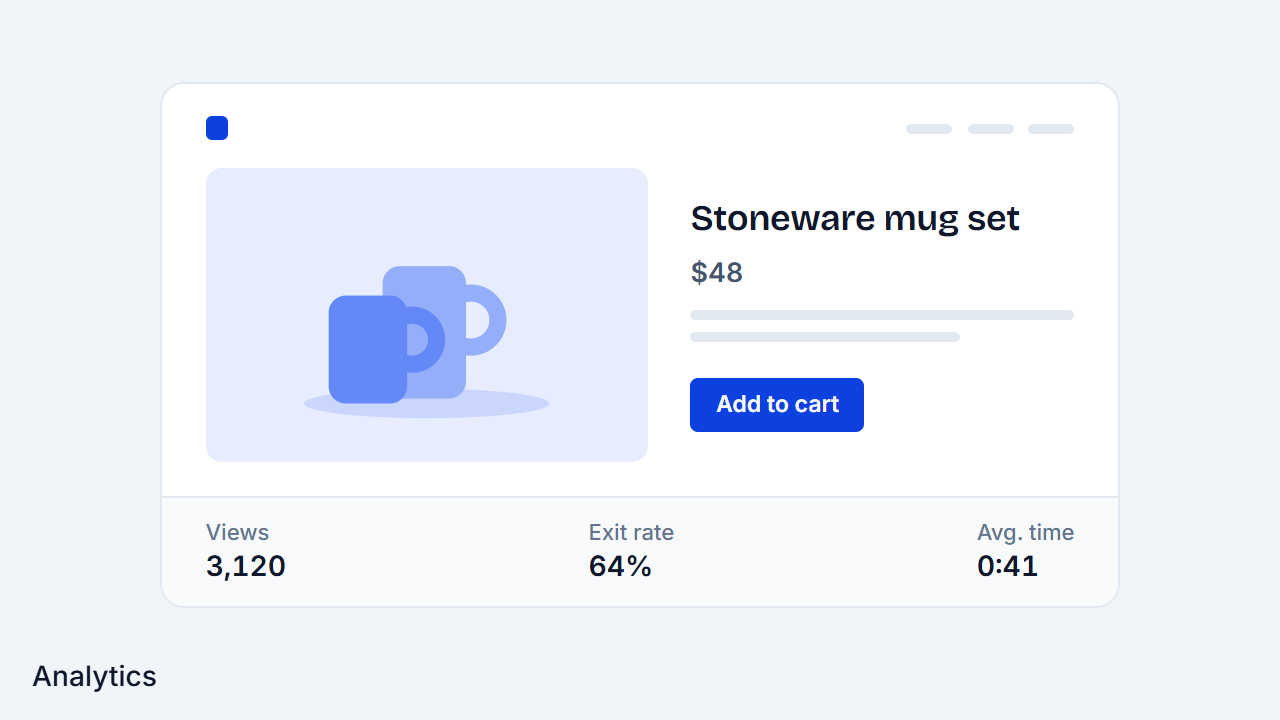 Stoneware mug set
$48
Add to cart
Views
3,120
Exit rate
64%
Avg. time
0:41
Analytics